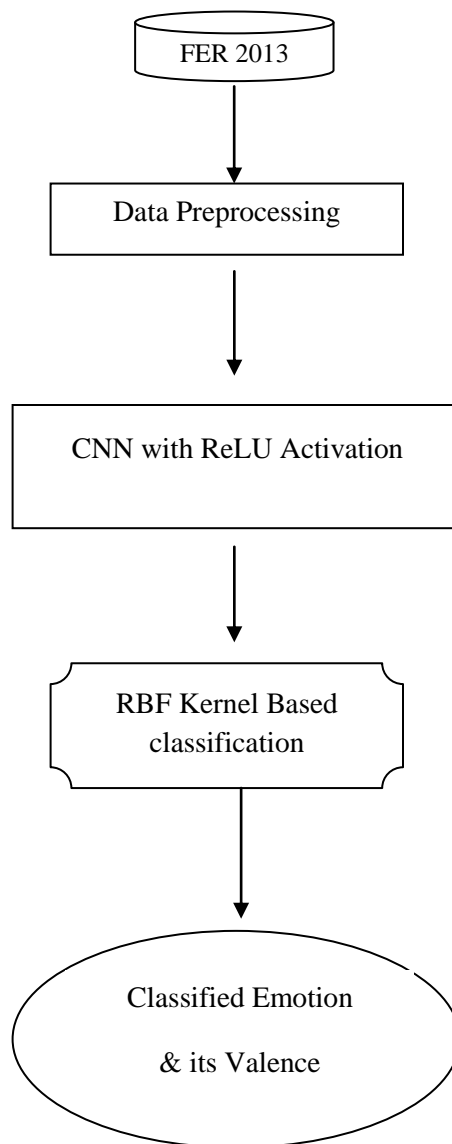 FER 2013
Data Preprocessing
CNN with ReLU Activation
RBF Kernel Based
classification
Classified Emotion
& its Valence